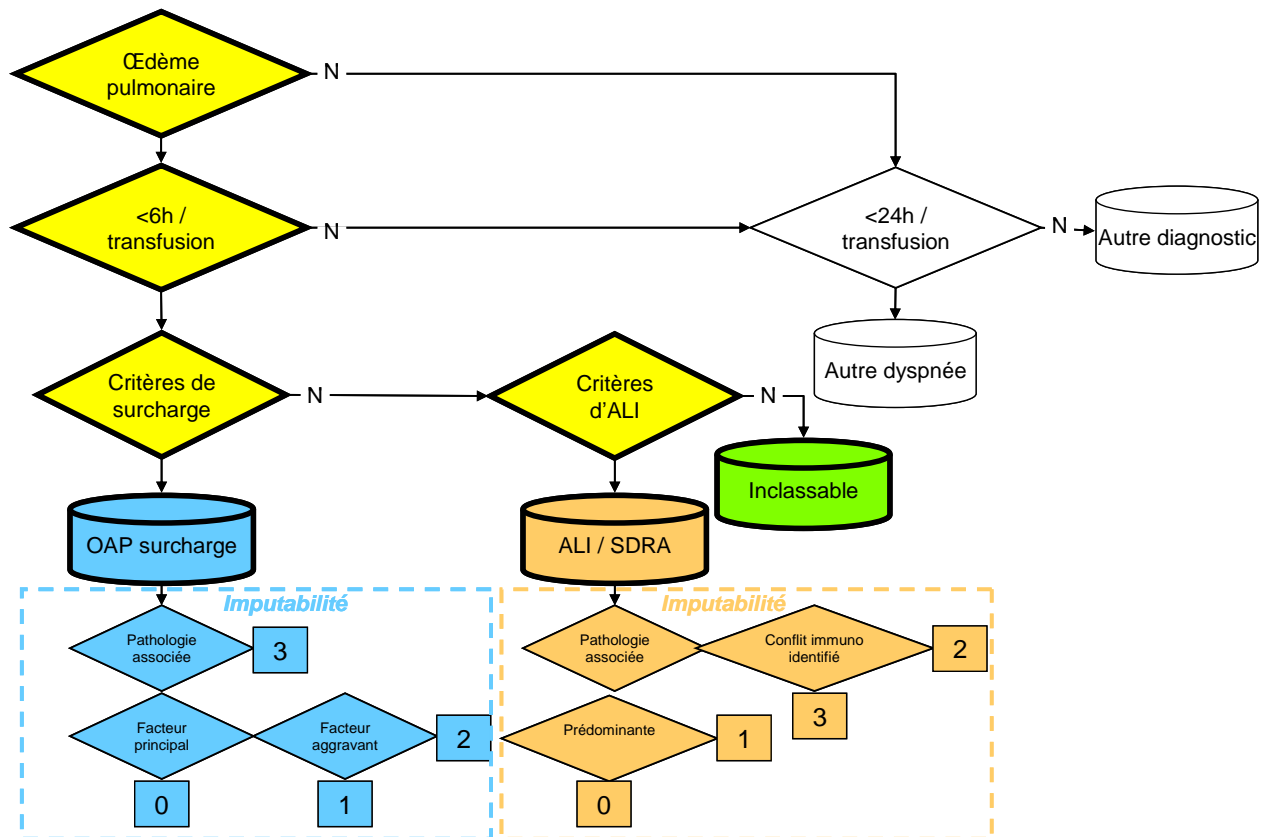 Œdème
pulmonaire
N
<6h /
transfusion
N
<24h /
transfusion
N
Autre diagnostic
Autre dyspnée
Critères de
surcharge
N
Critères
d'ALI
N
Inclassable
OAP surcharge
ALI / SDRA
Imputabilité
Pathologie
associée
3
Facteur
principal
Facteur
aggravant
2
0
1
Imputabilité
Pathologie
associée
Conflit immuno
identifié
2
3
Prédominante
1
0